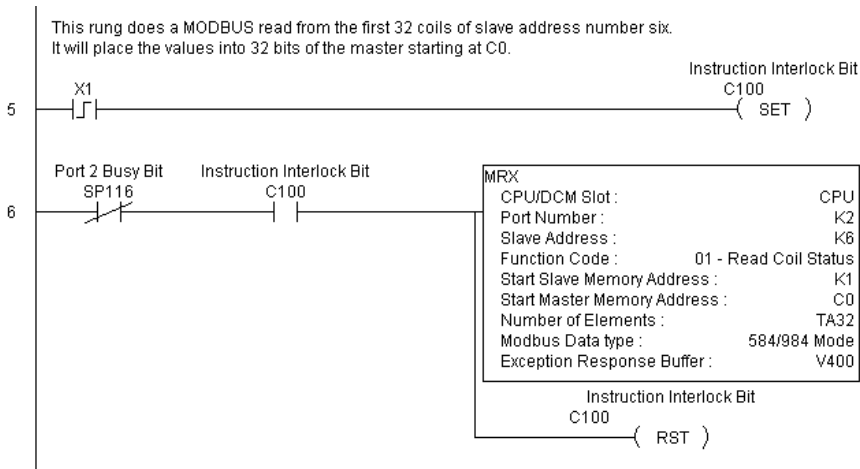 This rung does a MODBUS read from the first 32 coils of slave address number six.
It will place the values into 32 bits of the master starting at C0.
Instruction Interlock Bit
X1 C100
5 ( SET )
Port 2 Busy Bit Instruction Interlock Bit
SP116 C100
6
MRX
CPU/DCM Slot : CPU
Port Number : K2
Slave Address : K6
Function Code : 01 - Read Coil Status
Start Slave Memory Address : K1
Start Master Memory Address : C0
Number of Elements : TA32
Modbus Data type : 584/984 Mode
Exception Response Buffer : V400
Instruction Interlock Bit
C100
( RST )